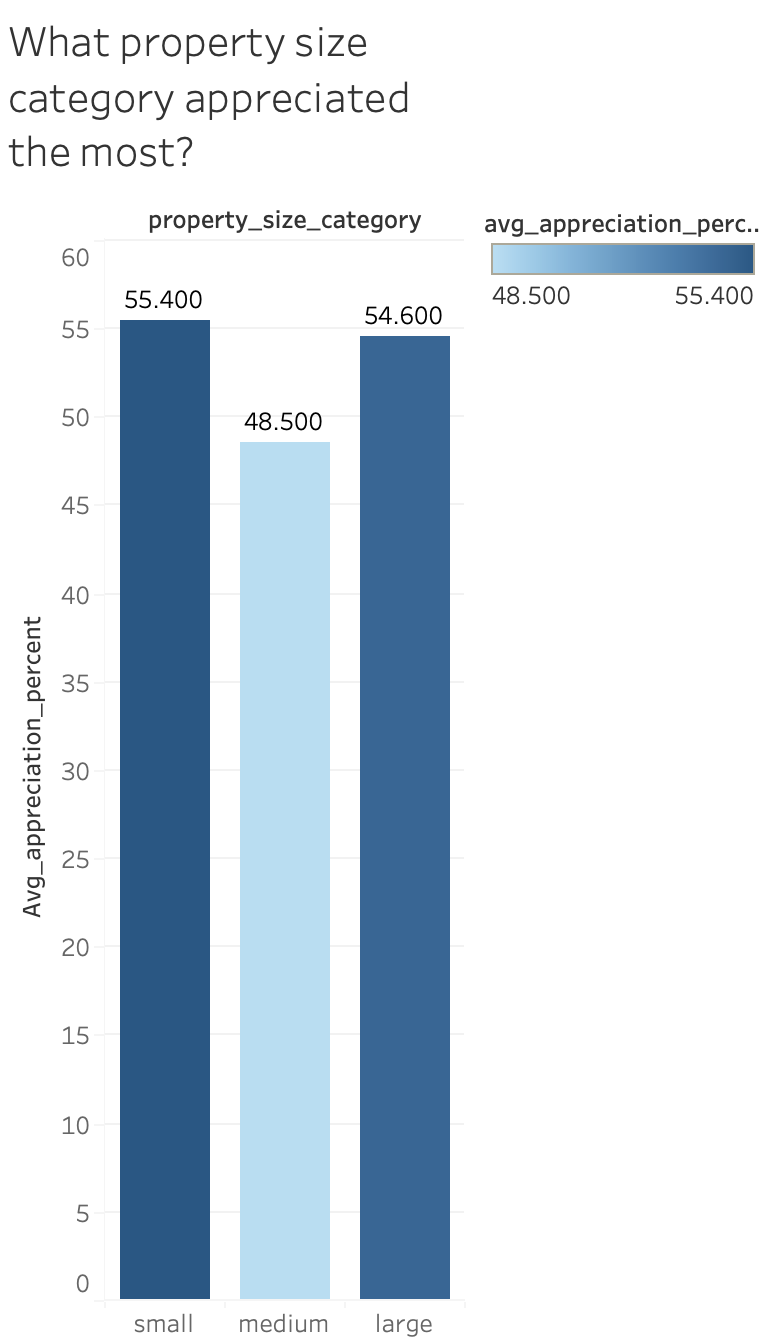 What property size
category appreciated
the most?
property_size_category
avg_appreciation_perc..
48.500 55.400
60
55
50
45
40
35
30
25
20
15
10
5
0
Avg_appreciation_percent
55.400
48.500
54.600
small medium large